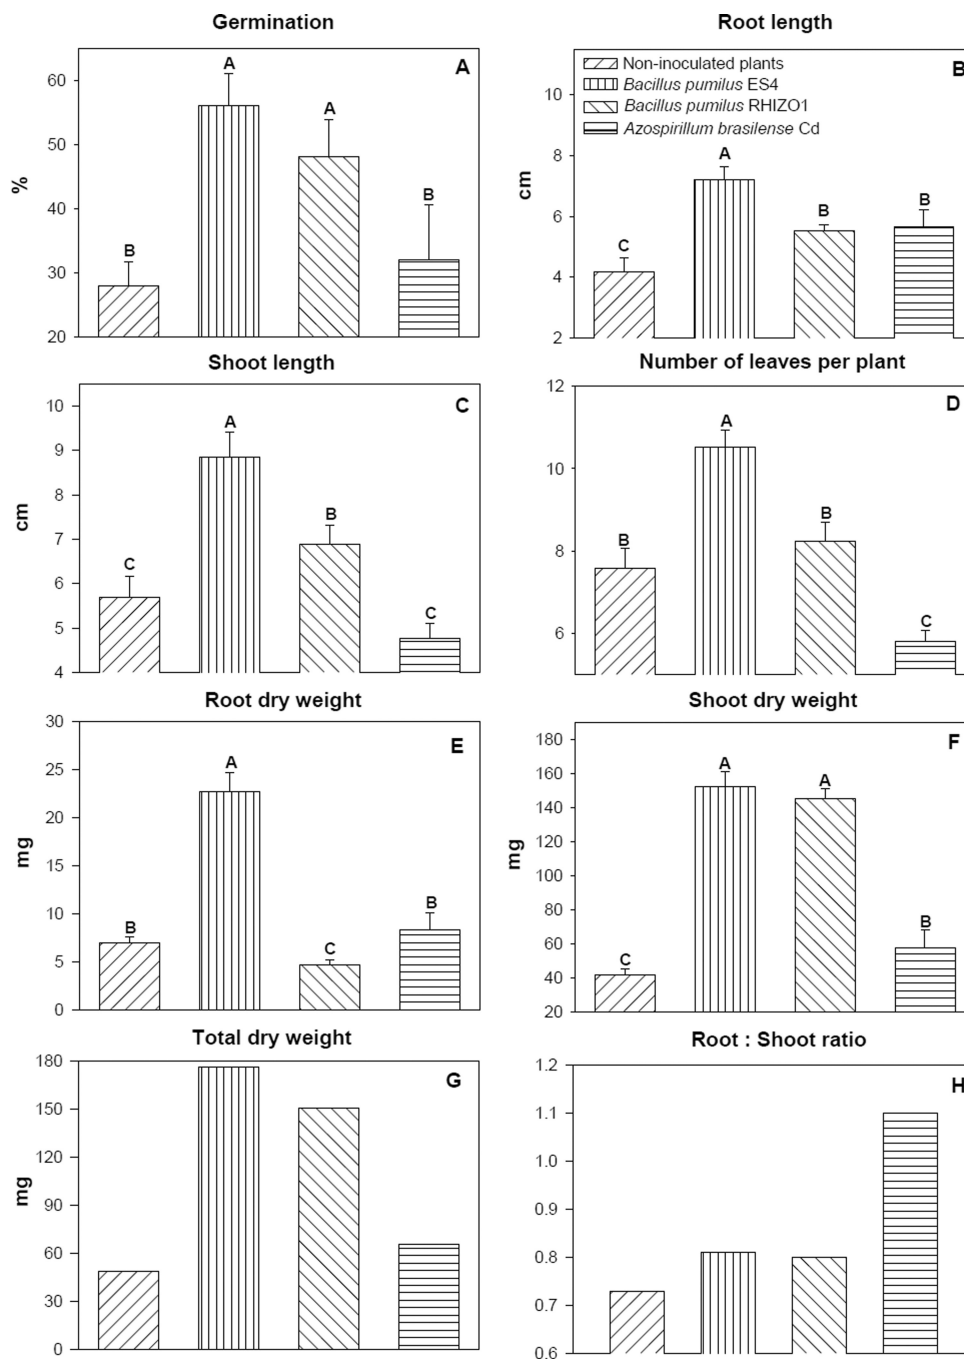 Germination
A
60
50
40
30
20
%
B
A
A
B
Root length
B
Non-inoculated plants
Bacillus pumilus ES4
Bacillus pumilus RHIZO1
Azospirillum brasilense Cd
10
8
6
4
2
cm
C
A
B
B
Shoot length
C
10
9
8
7
6
5
4
cm
C
A
B
C
Number of leaves per plant
D
12
10
8
6
B
A
B
C
Root dry weight
E
30
25
20
15
10
5
0
mg
B
A
C
B
Shoot dry weight
F
180
160
140
120
100
80
60
40
20
mg
C
A
A
B
Total dry weight
G
180
150
120
90
60
30
0
mg
Root : Shoot ratio
H
1.2
1.1
1.0
0.9
0.8
0.7
0.6